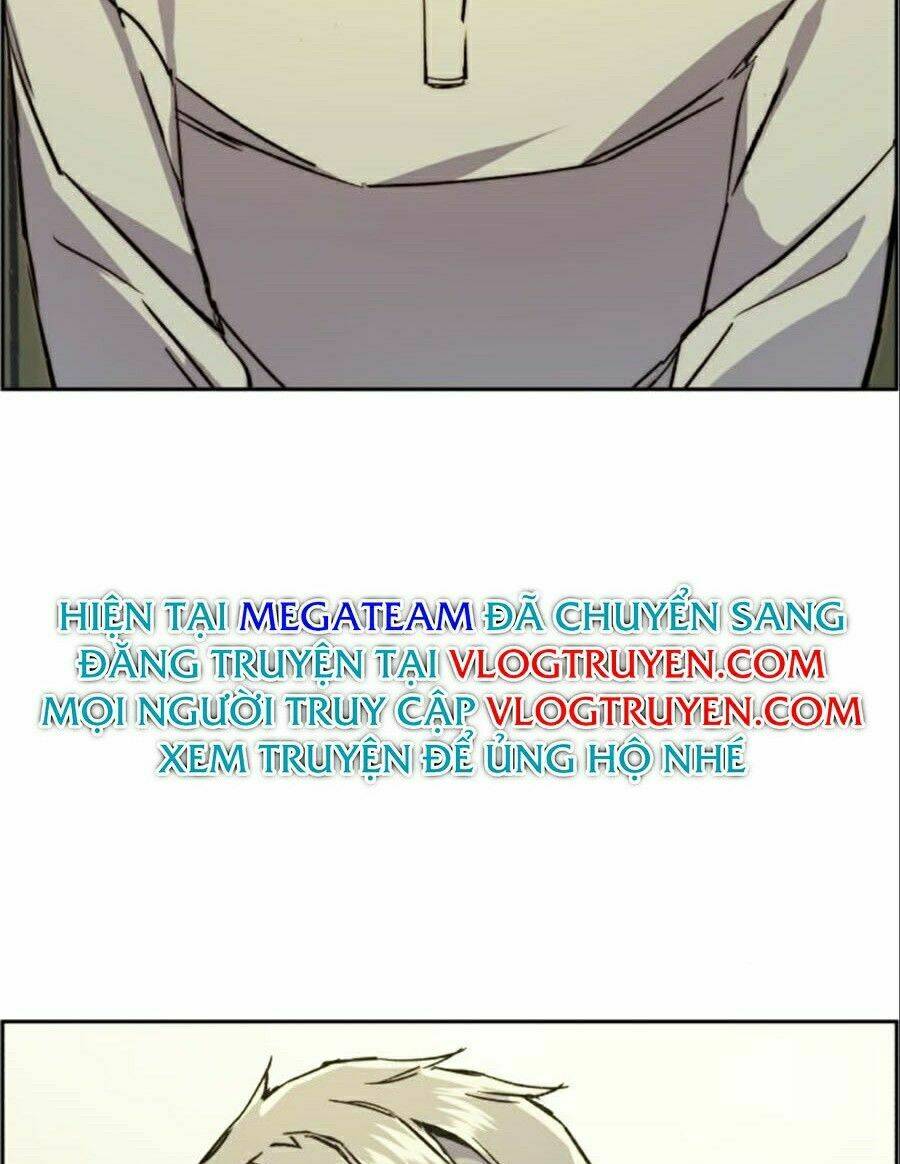 HIỆN TẠI MEGATEAM ĐÃ CHUYỂN SANG
ĐĂNG TRUYỆN TẠI VLOGTRUYEN.COM
MỌI NGƯỜI TRUY CẬP VLOGTRUYEN.COM
XEM TRUYỆN ĐỂ ỦNG HỘ NHÉ